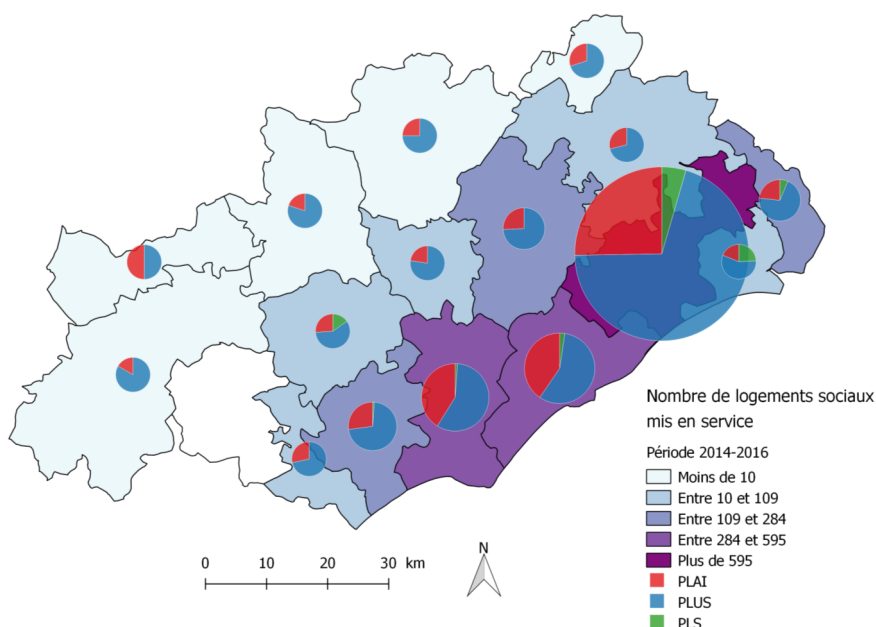 Nombre de logements sociaux
mis en service
Période 2014-2016
Moins de 10
Entre 10 et 109
Entre 109 et 284
Entre 284 et 595
Plus de 595
PLAI
PLUS
PLS
0 10 20 30 km
N